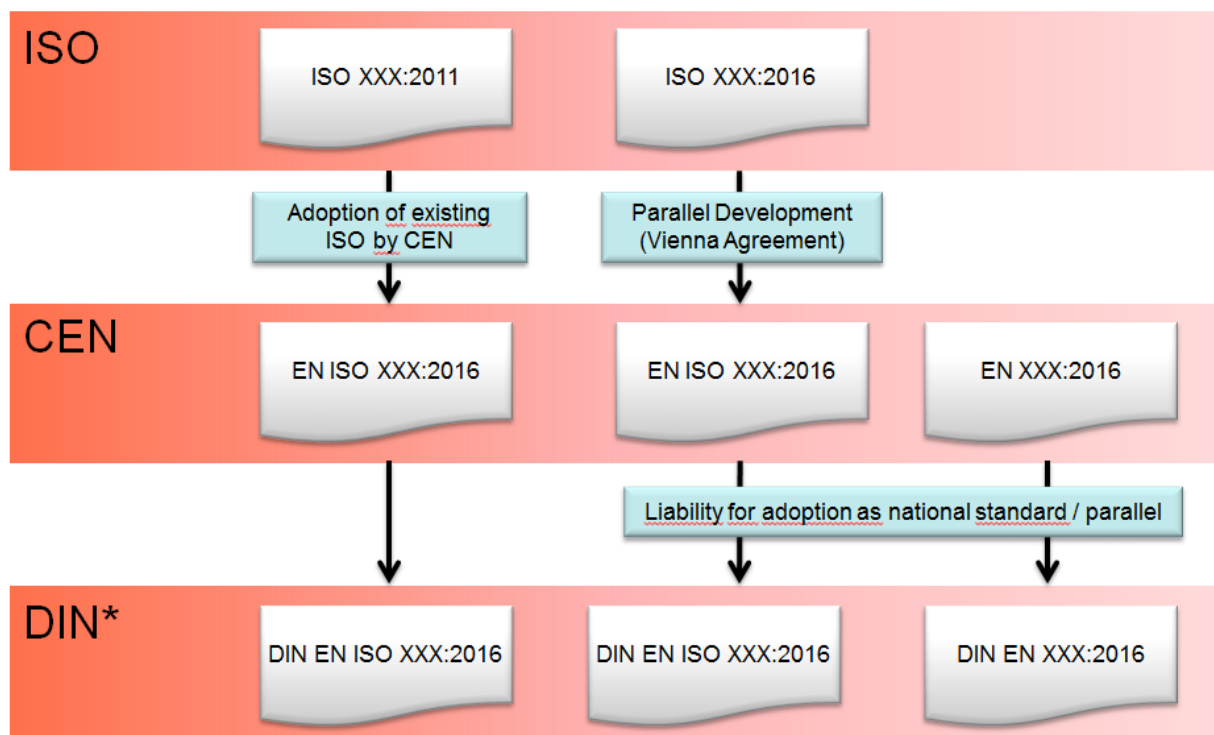 ISO
ISO XXX:2011
ISO XXX:2016
Adoption of existing
ISO by CEN
Parallel Development
(Vienna Agreement)
CEN
EN ISO XXX:2016
EN ISO XXX:2016
EN XXX:2016
Liability for adoption as national standard / parallel
DIN*
DIN EN ISO XXX:2016
DIN EN ISO XXX:2016
DIN EN XXX:2016